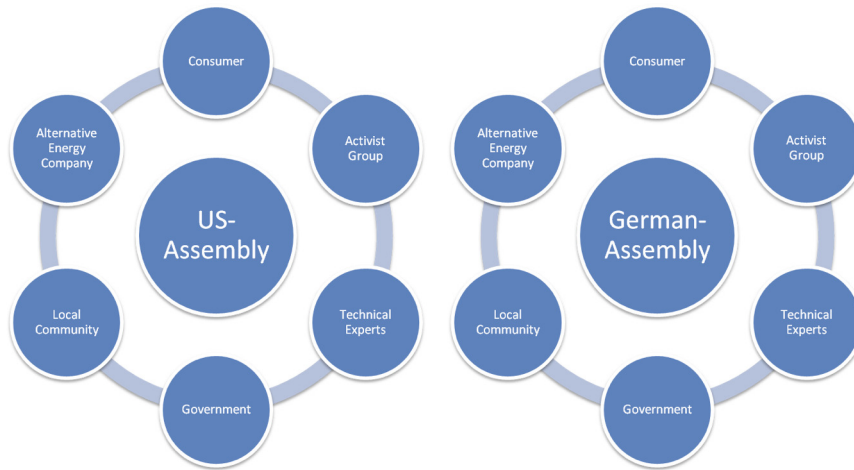 Consumer
Alternative
Energy
Company
Activist
Group
US-
Assembly
Local
Community
Technical
Experts
Government
Consumer
Alternative
Energy
Company
Activist
Group
German-
Assembly
Local
Community
Technical
Experts
Government